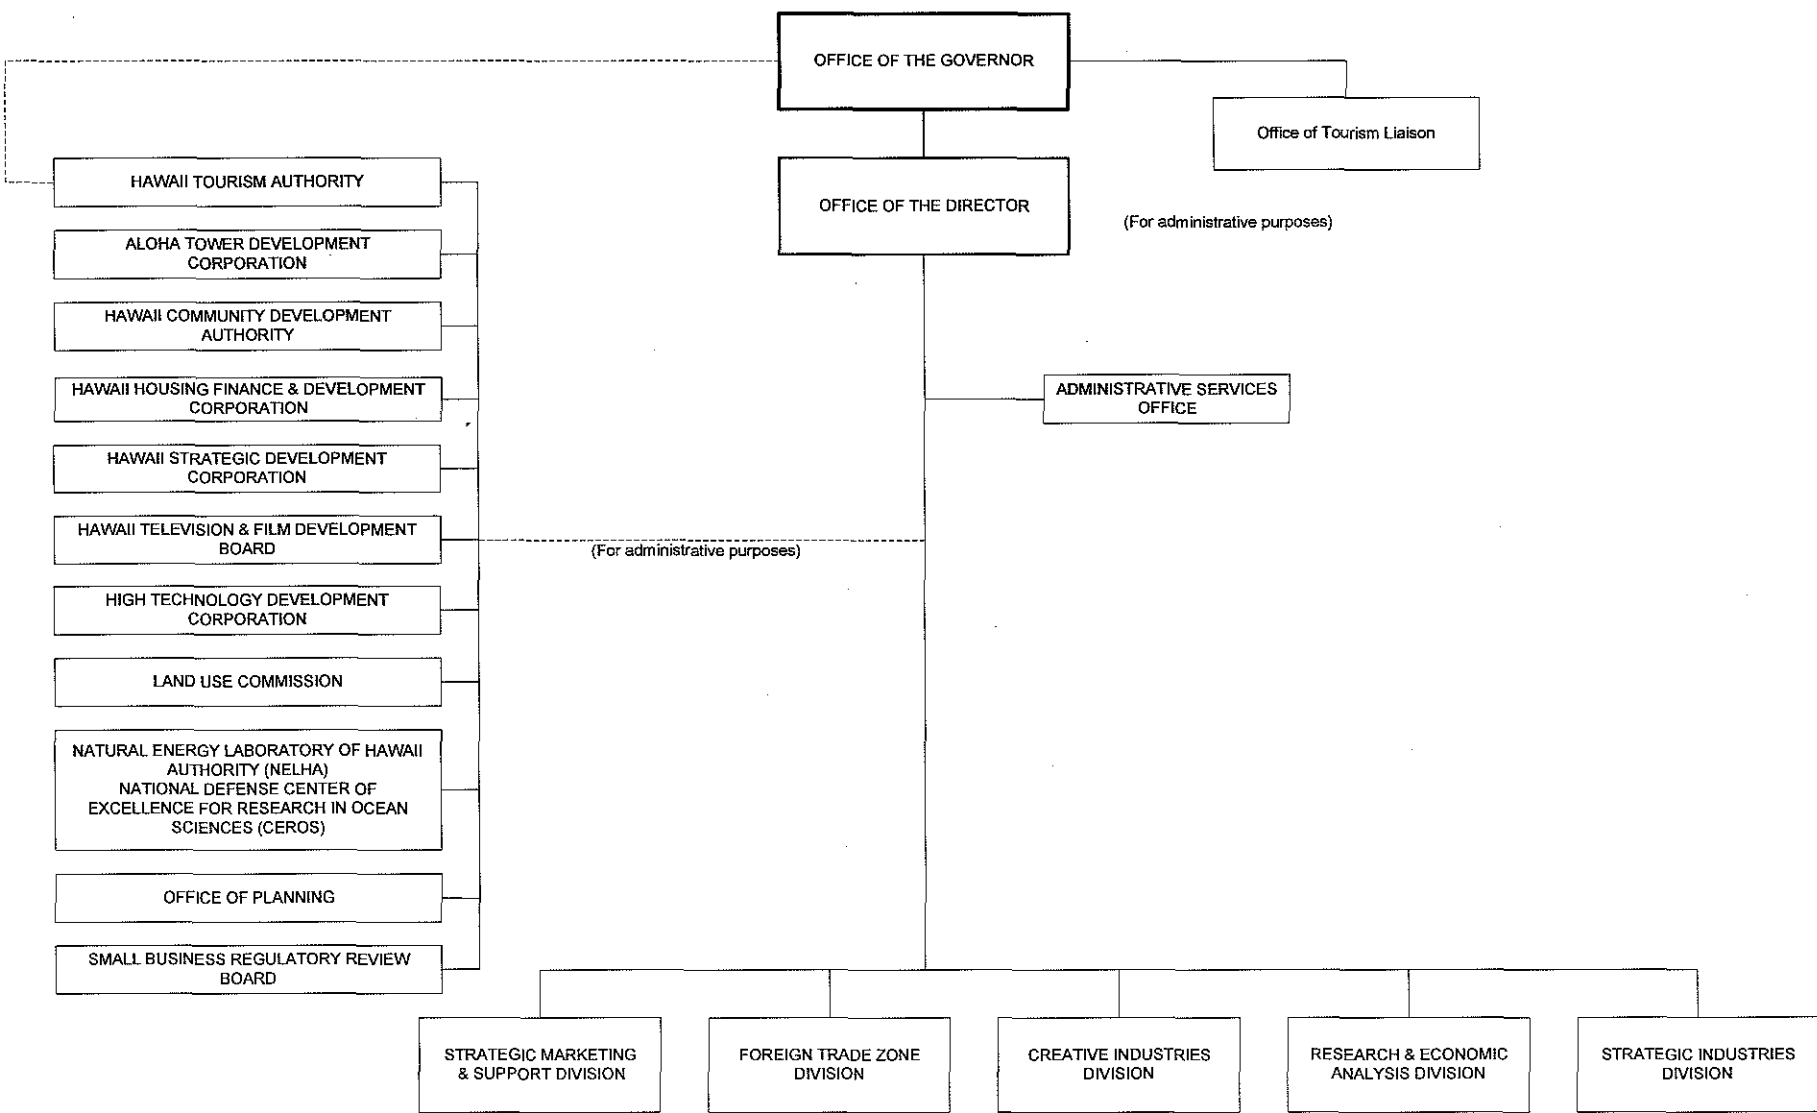 OFFICE OF THE GOVERNOR
Office of Tourism Liaison
HAWAII TOURISM AUTHORITY
OFFICE OF THE DIRECTOR
(For administrative purposes)
ALOHA TOWER DEVELOPMENT
CORPORATION
HAWAII COMMUNITY DEVELOPMENT
AUTHORITY
HAWAII HOUSING FINANCE & DEVELOPMENT
CORPORATION
ADMINISTRATIVE SERVICES
OFFICE
HAWAII STRATEGIC DEVELOPMENT
CORPORATION
HAWAII TELEVISION & FILM DEVELOPMENT
BOARD
(For administrative purposes)
HIGH TECHNOLOGY DEVELOPMENT
CORPORATION
LAND USE COMMISSION
NATURAL ENERGY LABORATORY OF HAWAII
AUTHORITY (NELHA)
NATIONAL DEFENSE CENTER OF
EXCELLENCE FOR RESEARCH IN OCEAN
SCIENCES (CEROS)
OFFICE OF PLANNING
SMALL BUSINESS REGULATORY REVIEW
BOARD
STRATEGIC MARKETING
& SUPPORT DIVISION
FOREIGN TRADE ZONE
DIVISION
CREATIVE INDUSTRIES
DIVISION
RESEARCH & ECONOMIC
ANALYSIS DIVISION
STRATEGIC INDUSTRIES
DIVISION